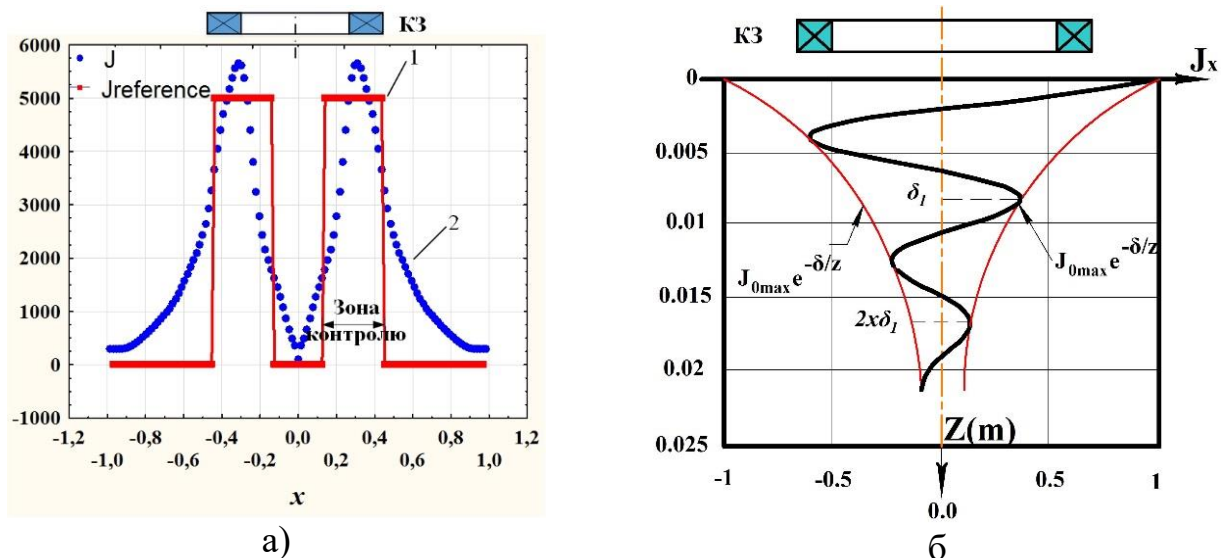 КЗ
6000
5000
4000
3000
2000
1000
0
-1000
J
Jreference
1
2
Зона
контролю
-1,2 -0,8 -0,4 0,0 0,4 0,8 1,2
-1,0 -0,6 -0,2 0,2 0,6 1,0
x
а)
КЗ
Jx
0
0.005
0.01
0.015
0.02
0.025
δ1
J0maxe-δ/z
J0maxe-δ/z
2xδ1
Z(m)
-1 -0.5 0.5 1
0.0
б